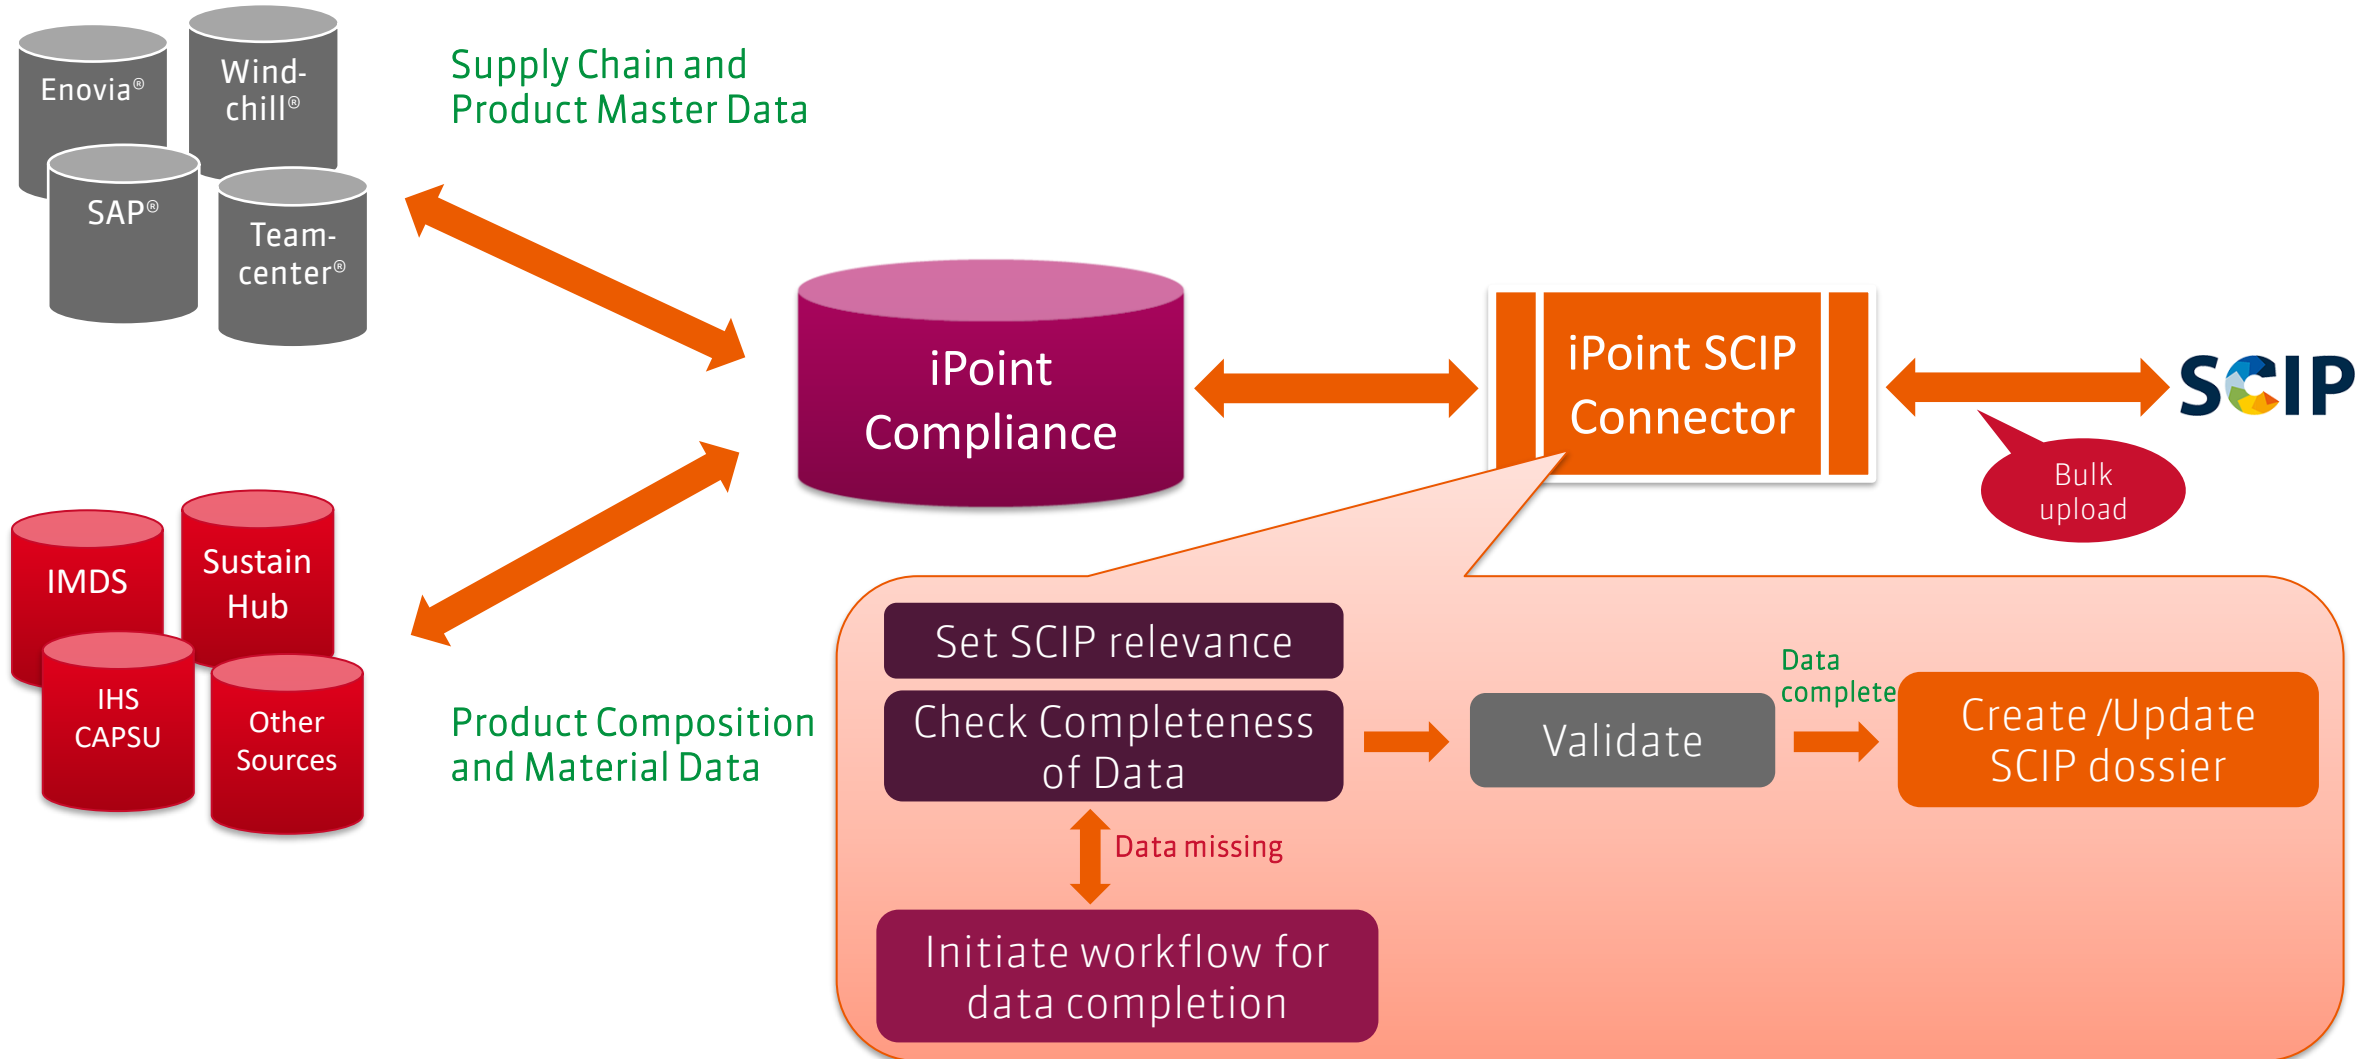 Enovia®
Wind-
chill®
SAP®
Team-
center®
Supply Chain and
Product Master Data
iPoint
Compliance
iPoint SCIP
Connector
SCIP
Bulk
upload
IMDS
Sustain
Hub
IHS
CAPSU
Other
Sources
Product Composition
and Material Data
Set SCIP relevance
Check Completeness
of Data
Validate
Data
complete
Create /Update
SCIP dossier
Data missing
Initiate workflow for
data completion